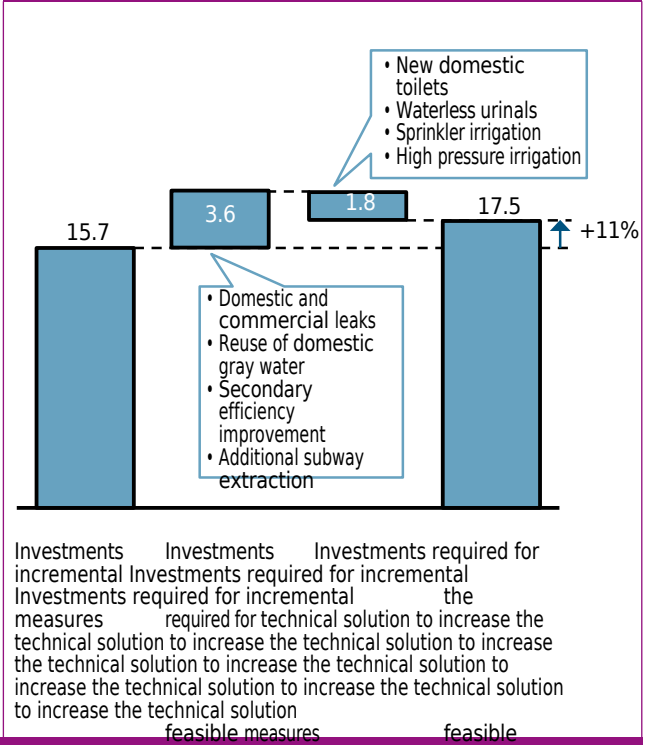 • New domestic
toilets
• Waterless urinals
• Sprinkler irrigation
• High pressure irrigation
3.6
1.8
17.5
15.7
+11%
• Domestic and
commercial leaks
• Reuse of domestic
gray water
• Secondary
efficiency
improvement
• Additional subway
extraction
Investments Investments Investments required for
incremental Investments required for incremental
Investments required for incremental the
measures required for technical solution to increase the
technical solution to increase the technical solution to increase
the technical solution to increase the technical solution to
increase the technical solution to increase the technical solution
to increase the technical solution
feasible measures feasible